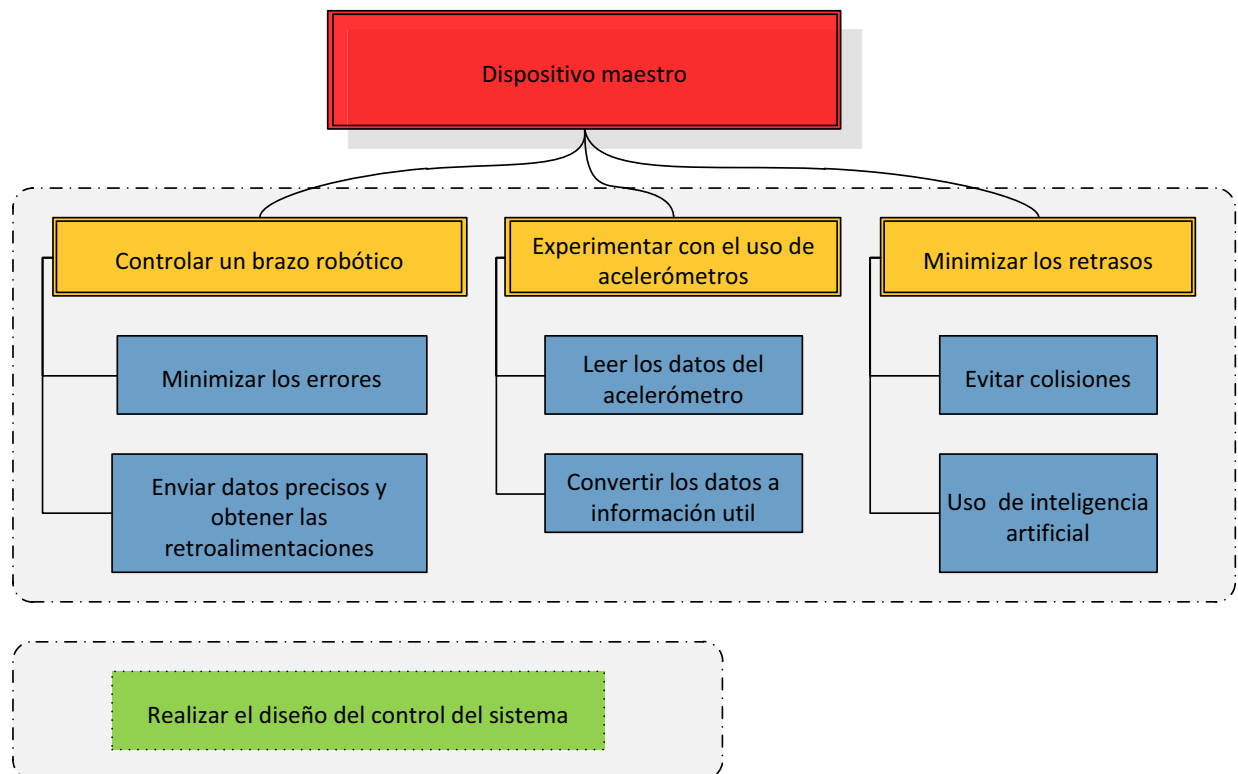 Dispositivo maestro
Controlar un brazo robótico
Experimentar con el uso de
acelerómetros
Minimizar los retrasos
Minimizar los errores
Leer los datos del
acelerómetro
Evitar colisiones
Enviar datos precisos y
obtener las
retroalimentaciones
Convertir los datos a
información util
Uso de inteligencia
artificial
Realizar el diseño del control del sistema